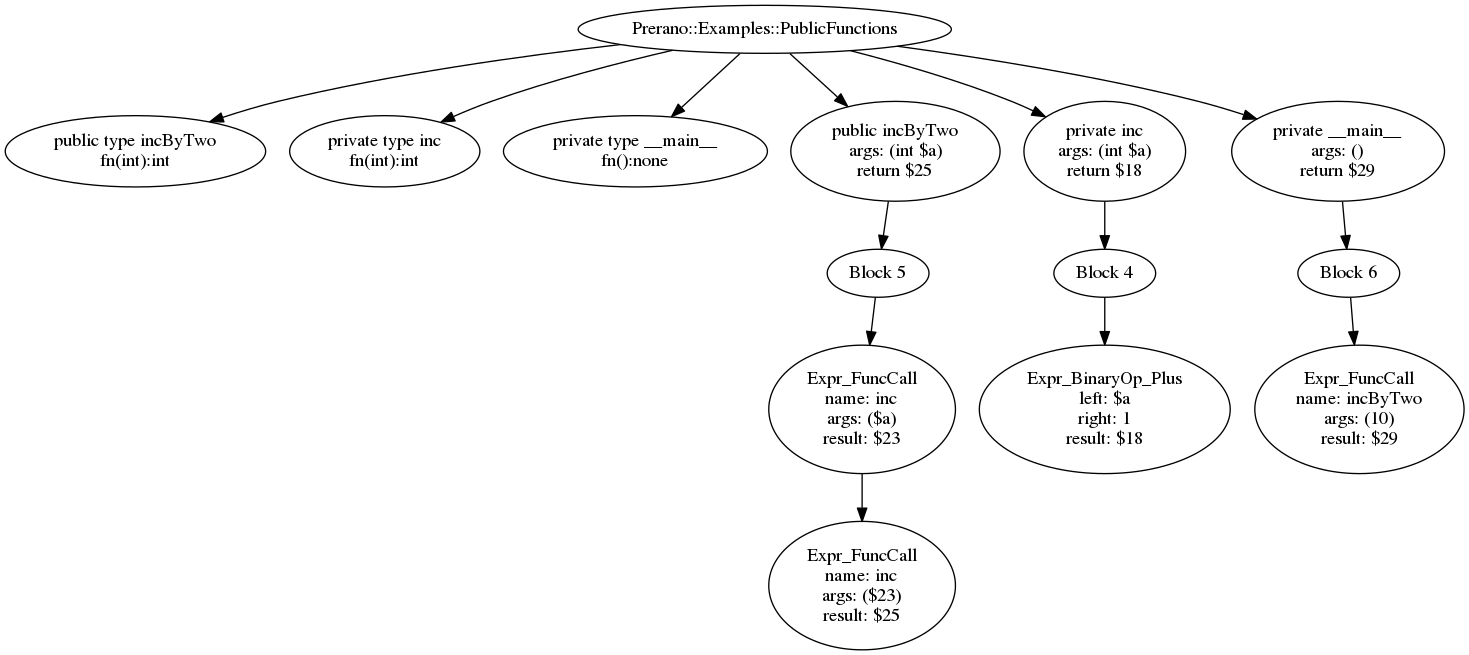 Prerano::Examples::PublicFunctions
public type incByTwo
fn(int):int
private type inc
fn(int):int
private type __main__
fn():none
public incByTwo
args: (int $a)
return $25
private inc
args: (int $a)
return $18
private __main__
args: ()
return $29
Block 5
Block 4
Block 6
Expr_FuncCall
name: inc
args: ($a)
result: $23
Expr_BinaryOp_Plus
left: $a
right: 1
result: $18
Expr_FuncCall
name: incByTwo
args: (10)
result: $29
Expr_FuncCall
name: inc
args: ($23)
result: $25